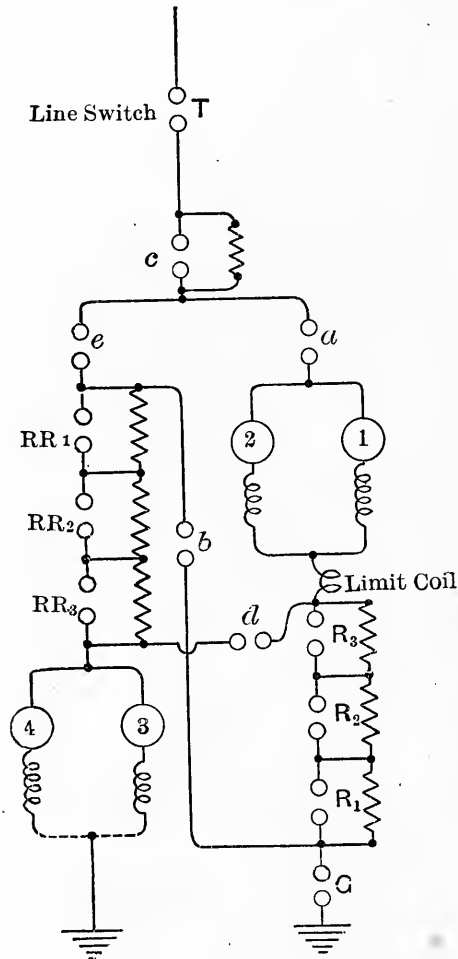 Line Switch T
c
e
a
2
1
RR1
RR2
b
Limit Coil
RR3
d
R3
4
3
R2
R1
G